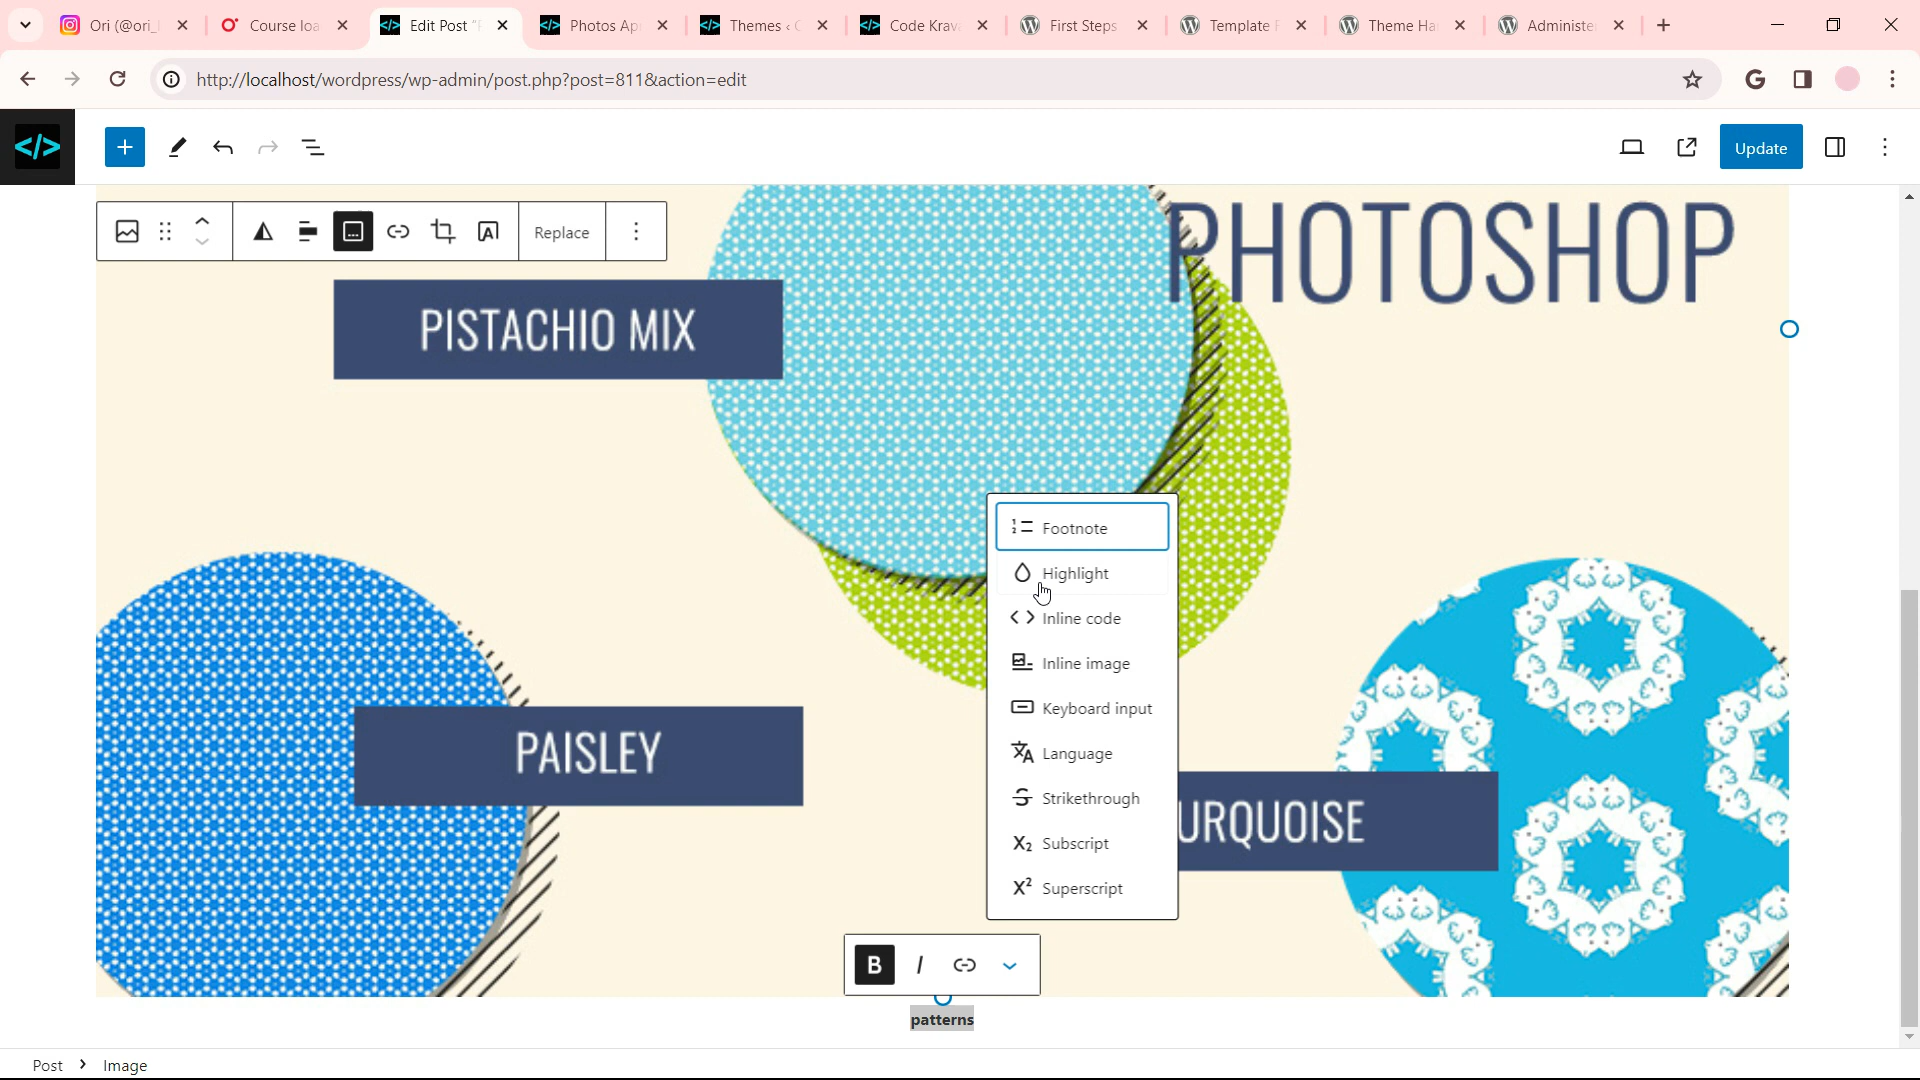 Ori (@ori_
Course loa
Edit Post "F
Photos Ap
Themes ‹ C
Code Krav
First Steps
Template F
Theme Ha
Administe
http://localhost/wordpress/wp-admin/post.php?post=811&action=edit
Update
Replace
PHOTOSHOP
PISTACHIO MIX
Footnote
Highlight
Inline code
Inline image
Keyboard input
Language
Strikethrough
Subscript
Superscript
PAISLEY
URQUOISE
B I
patterns
Post › Image